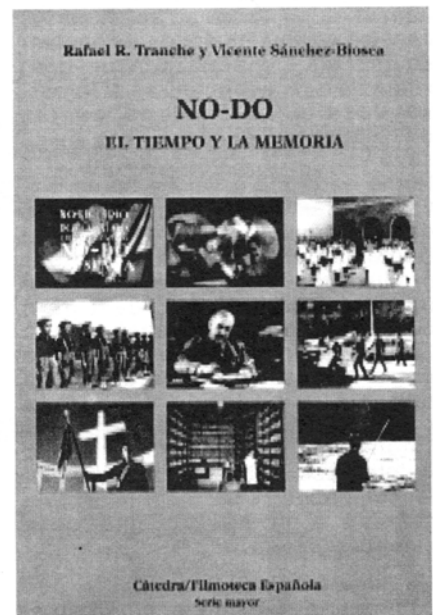 Rafael R. Tranche y Vicente Sánchez-Biosca
NO-DO
EL TIEMPO Y LA MEMORIA
Cátedra/Filmoteca Española
Serie mayor